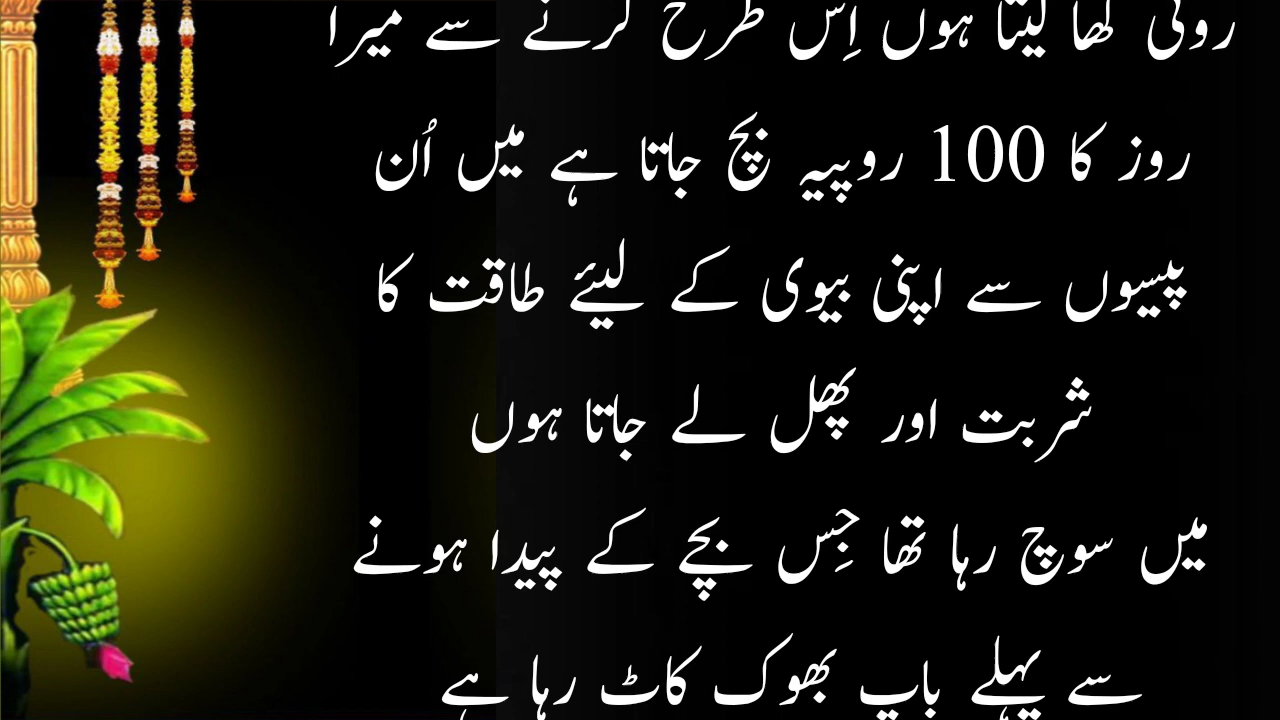 روٹی کھا لیتا ہوں اِس طرح کرنے سے میرا
روز کا 100 روپیہ بچ جاتا ہے میں اُن
پیسوں سے اپنی بیوی کے لیئے طاقت کا
شربت اور پھل لے جاتا ہوں
میں سوچ رہا تھا جِس بچے کے پیدا ہونے
سے پہلے باپ بھوک کاٹ رہا ہے